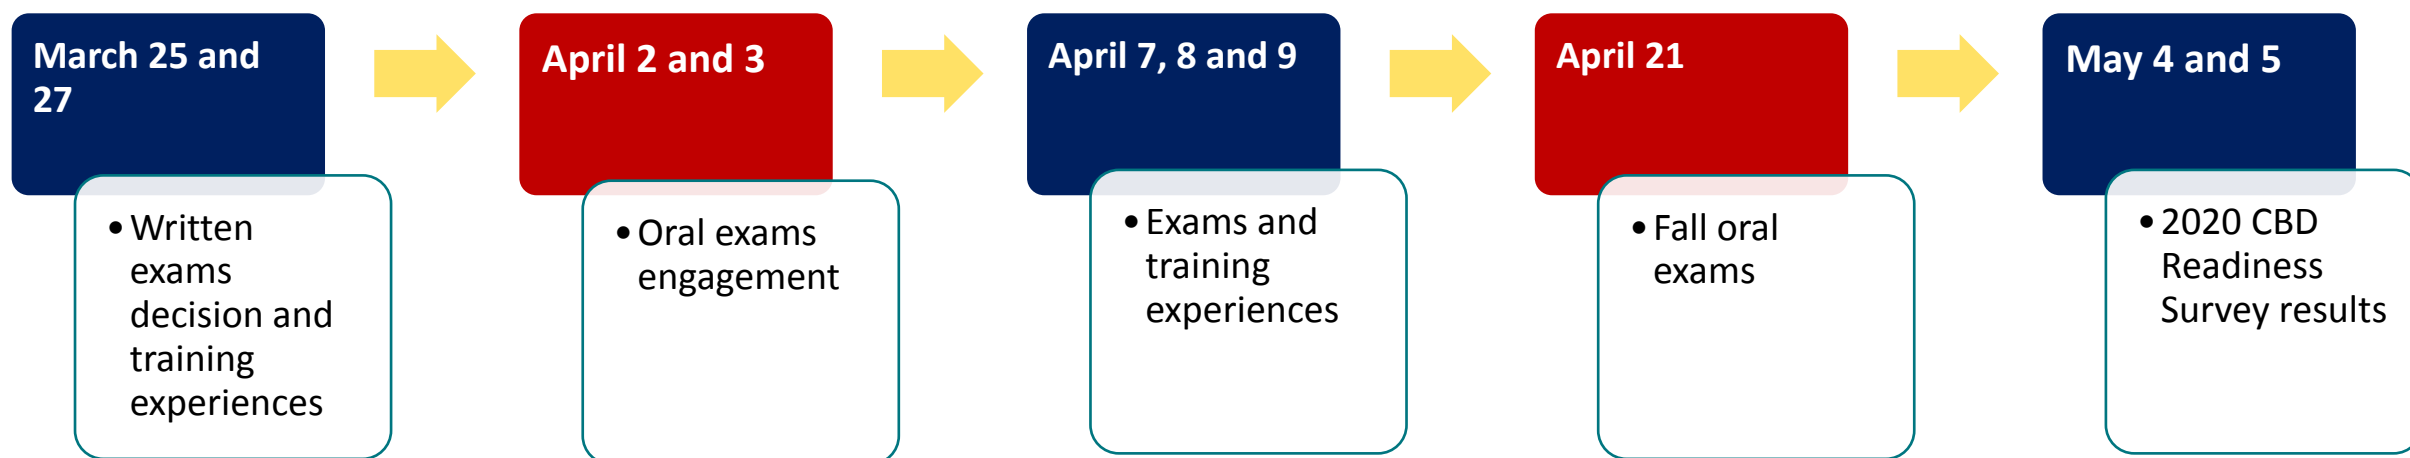 March 25 and
27
• Written
exams
decision and
training
experiences
April 2 and 3
• Oral exams
engagement
April 7, 8 and 9
• Exams and
training
experiences
April 21
• Fall oral
exams
May 4 and 5
• 2020 CBD
Readiness
Survey results